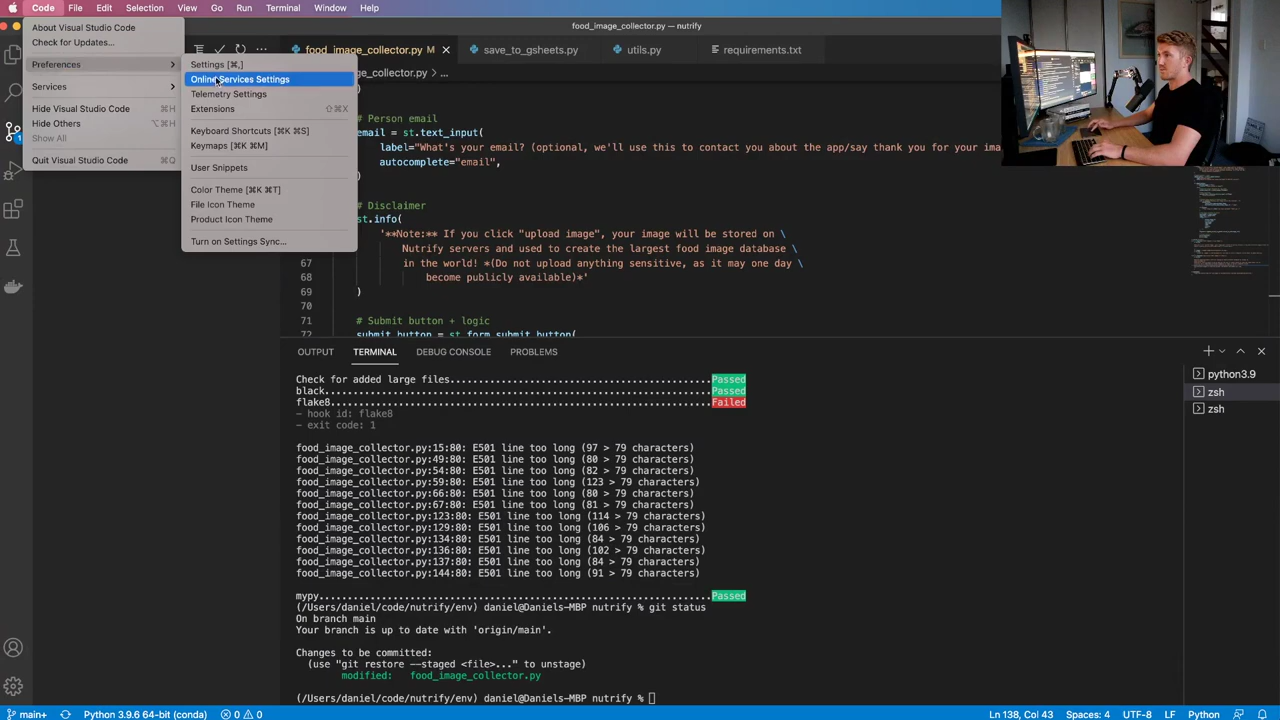 Code File Edit Selection View Go Run Terminal Window Help
food_image_collector.py — nutrify
About Visual Studio Code
Check for Updates...
Preferences
Services
Hide Visual Studio Code ⌘H
Hide Others ⌥⌘H
Show All
Quit Visual Studio Code ⌘Q
Settings [⌘,]
Online Services Settings
Telemetry Settings
Extensions ⇧⌘X
Keyboard Shortcuts [⌘K ⌘S]
Keymaps [⌘K ⌘M]
User Snippets
Color Theme [⌘K ⌘T]
File Icon Theme
Product Icon Theme
Turn on Settings Sync...
food_image_collector.py M save_to_gsheets.py utils.py requirements.txt
_image_collector.py > ...
)
# Person email
email = st.text_input(
label="What's your email? (optional, we'll use this to contact you about the app/say thank you for your ima
autocomplete="email",
)
# Disclaimer
st.info(
'**Note:** If you click "upload image", your image will be stored on \
Nutrify servers and used to create the largest food image database \
67 in the world! *(Do not upload anything sensitive, as it may one day \
68 become publicly available)*'
69 )
70
71 # Submit button + logic
72 submit_button = st.form_submit_button(
OUTPUT TERMINAL DEBUG CONSOLE PROBLEMS
python3.9
zsh
zsh
Check for added large files..............................................Passed
black....................................................................Passed
flake8...................................................................Failed
- hook id: flake8
- exit code: 1
food_image_collector.py:15:80: E501 line too long (97 > 79 characters)
food_image_collector.py:49:80: E501 line too long (80 > 79 characters)
food_image_collector.py:54:80: E501 line too long (82 > 79 characters)
food_image_collector.py:59:80: E501 line too long (123 > 79 characters)
food_image_collector.py:66:80: E501 line too long (80 > 79 characters)
food_image_collector.py:67:80: E501 line too long (81 > 79 characters)
food_image_collector.py:123:80: E501 line too long (114 > 79 characters)
food_image_collector.py:129:80: E501 line too long (106 > 79 characters)
food_image_collector.py:134:80: E501 line too long (84 > 79 characters)
food_image_collector.py:136:80: E501 line too long (102 > 79 characters)
food_image_collector.py:137:80: E501 line too long (84 > 79 characters)
food_image_collector.py:144:80: E501 line too long (91 > 79 characters)
mypy.....................................................................Passed
(/Users/daniel/code/nutrify/env) daniel@Daniels-MBP nutrify % git status
On branch main
Your branch is up to date with 'origin/main'.
Changes to be committed:
(use "git restore --staged <file>..." to unstage)
modified: food_image_collector.py
(/Users/daniel/code/nutrify/env) daniel@Daniels-MBP nutrify %
main+ Python 3.9.6 64-bit (conda) 0 0 Ln 138, Col 43 Spaces: 4 UTF-8 LF Python